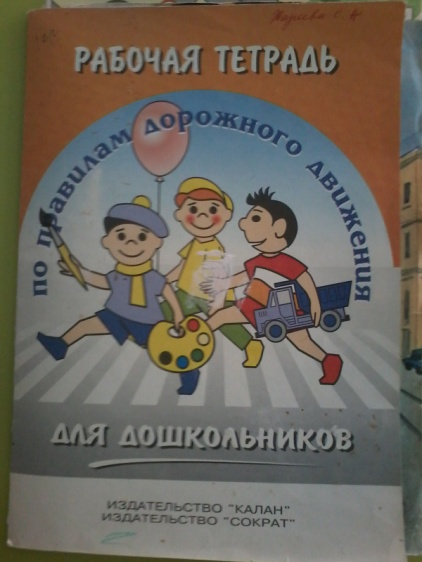 РАБОЧАЯ ТЕТРАДЬ
по правилам дорожного движения
ДЛЯ ДОШКОЛЬНИКОВ
ИЗДАТЕЛЬСТВО "КАЛАН"
ИЗДАТЕЛЬСТВО "СОКРАТ"